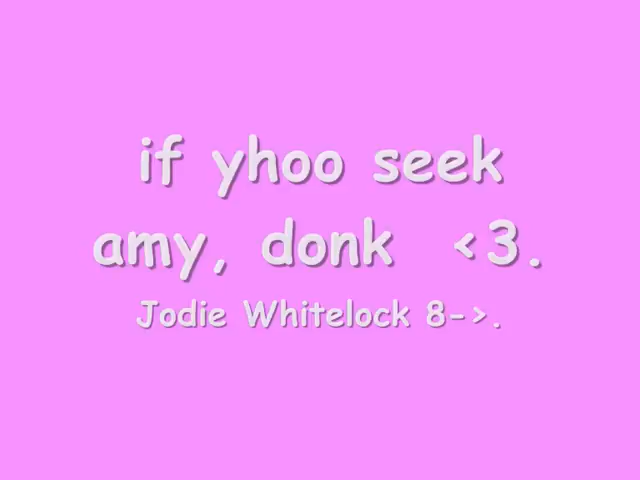 if yhoo seek
amy, donk <3.
Jodie Whitelock 8->.